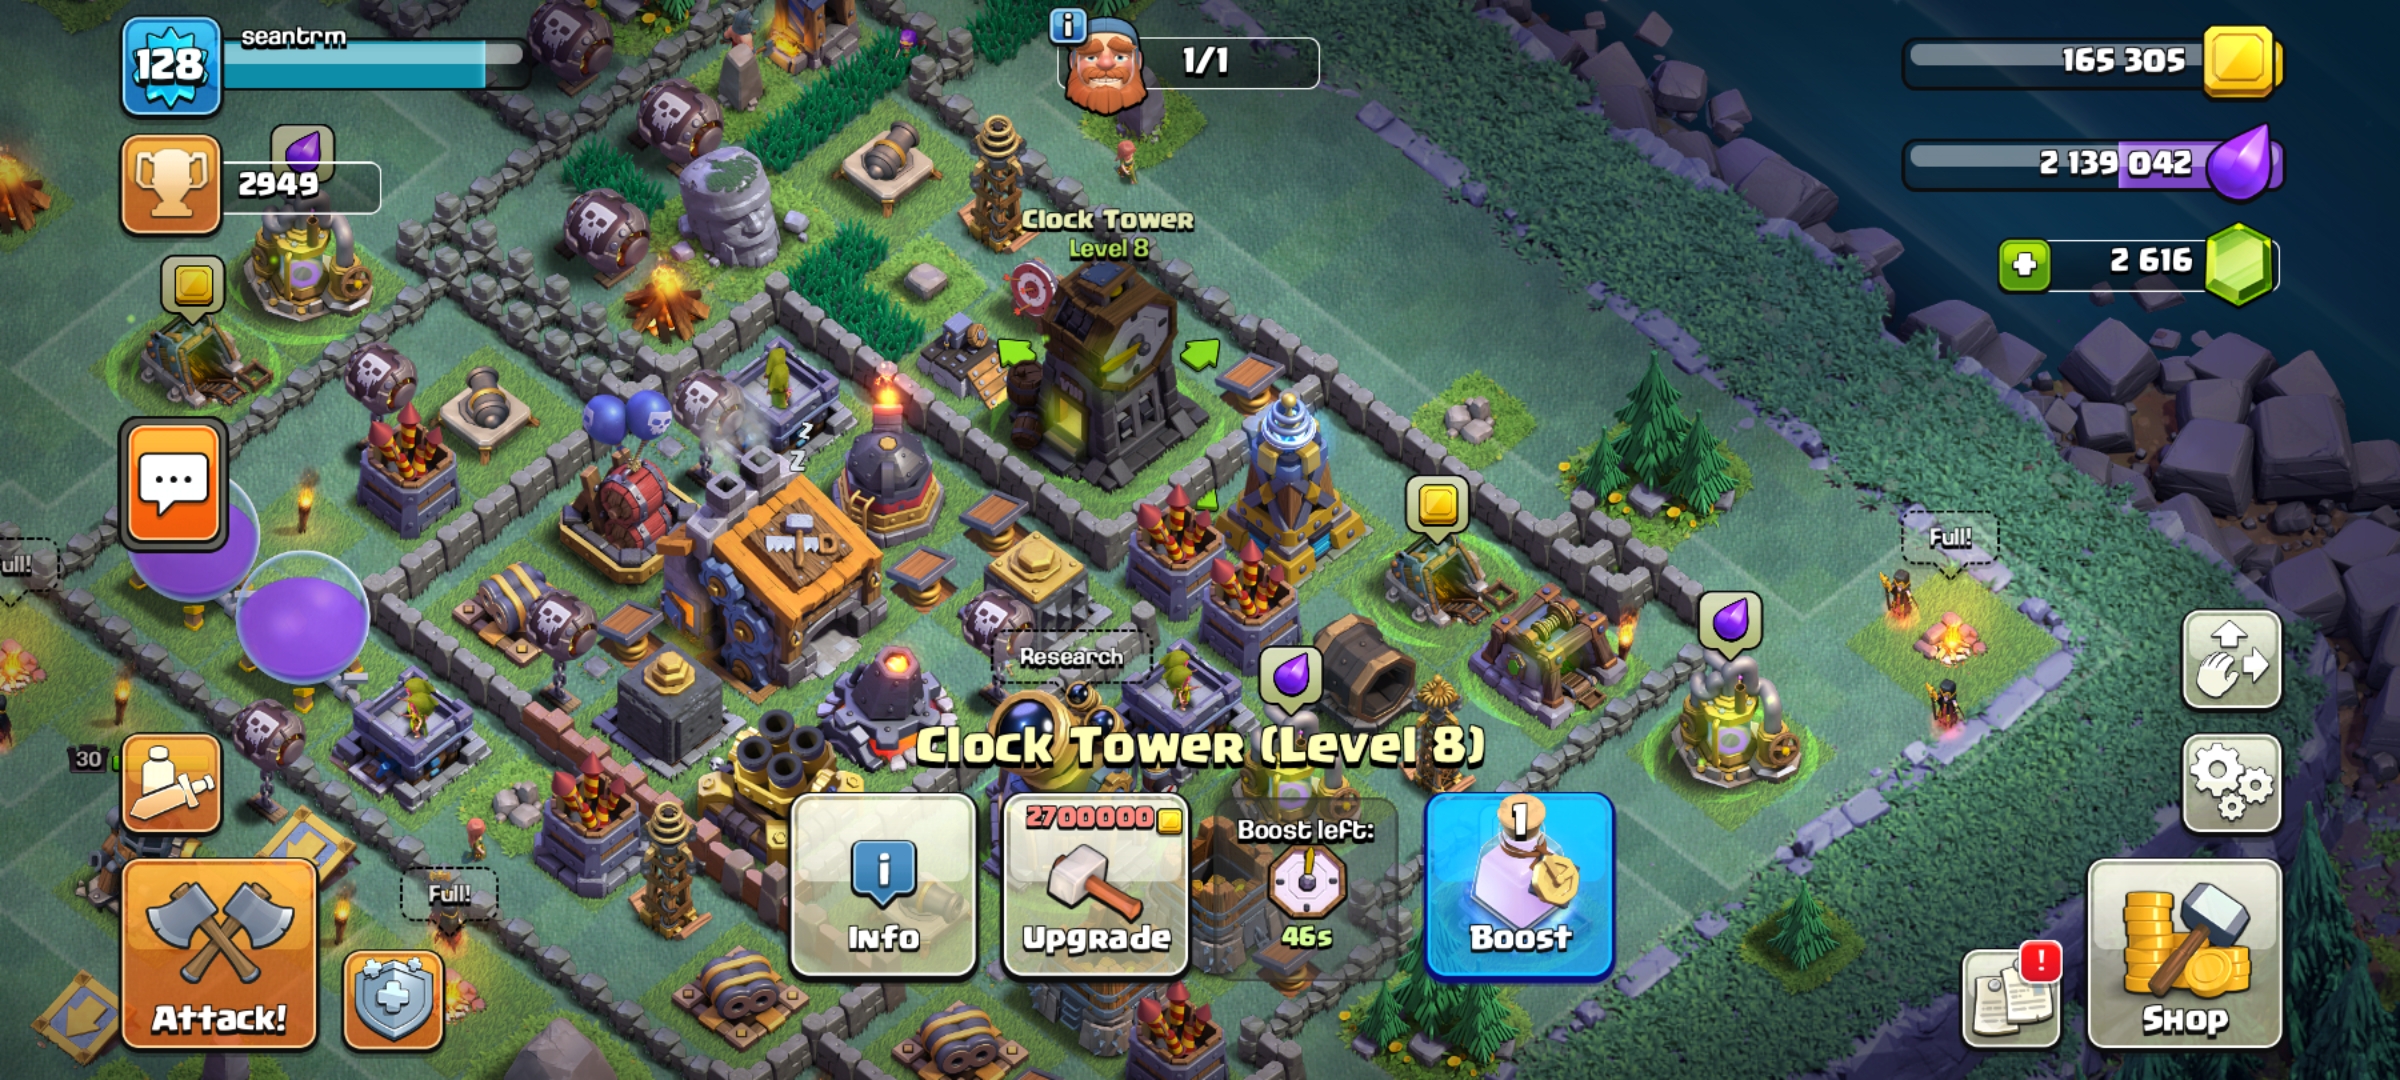 128
seantrm
1/1
165 305
2949
2 139 042
Clock Tower
Level 8
2 616
z
z
Full!
ull!
Research
Clock Tower (Level 8)
30
2700000
Boost left:
1
Full!
Info
Upgrade
46s
Boost
!
Attack!
Shop